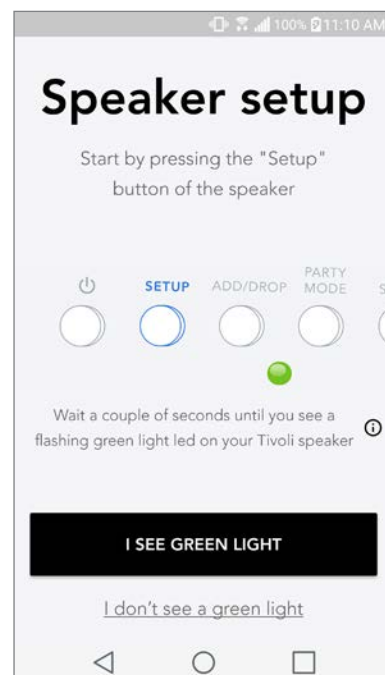 100% 11:10 AM
Speaker setup
Start by pressing the "Setup"
button of the speaker
SETUP ADD/DROP PARTY
MODE S
Wait a couple of seconds until you see a
flashing green light led on your Tivoli speaker
I SEE GREEN LIGHT
I don't see a green light